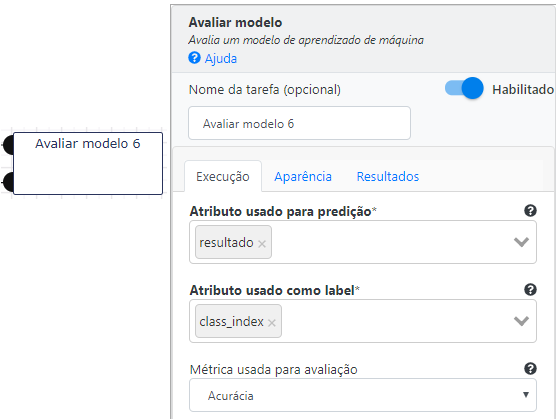 Avaliar modelo 6
Avaliar modelo
Avalia um modelo de aprendizado de máquina
Ajuda
Nome da tarefa (opcional)
Habilitado
Avaliar modelo 6
Execução Aparência Resultados
Atributo usado para predição*
resultado ×
Atributo usado como label*
class_index ×
Métrica usada para avaliação
Acurácia